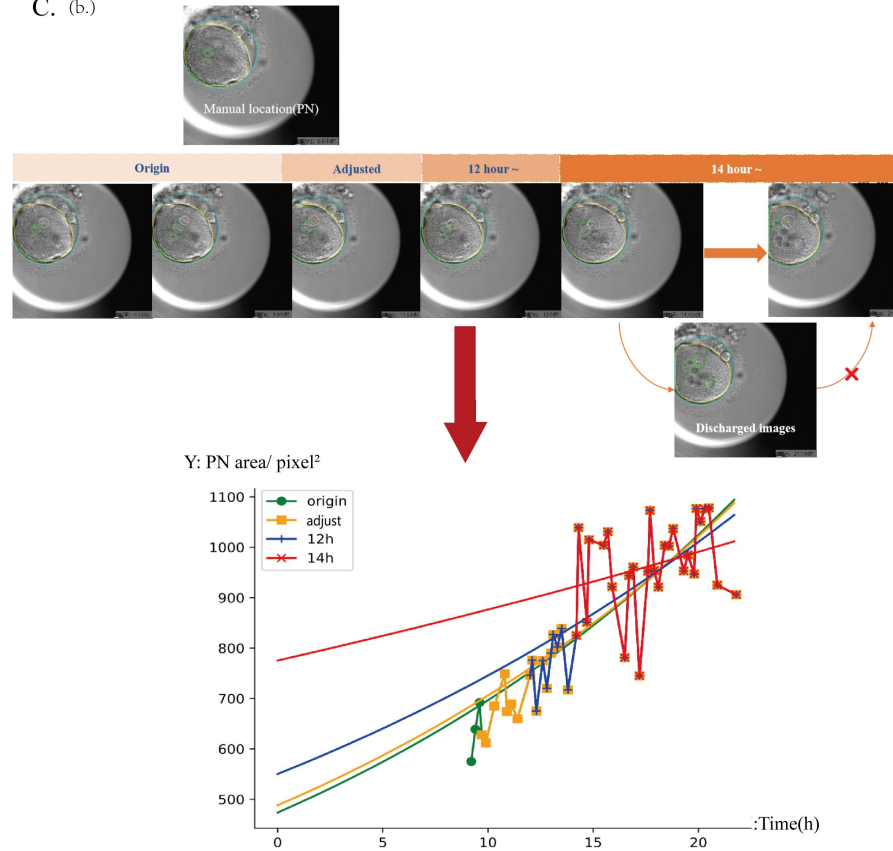 C. (b.)
Manual location(PN)
Origin Adjusted 12 hour ~ 14 hour ~
Discharged images
Y: PN area/ pixel²
1100
1000
900
800
700
600
500
origin
adjust
12h
14h
0 5 10 15 20
:Time(h)